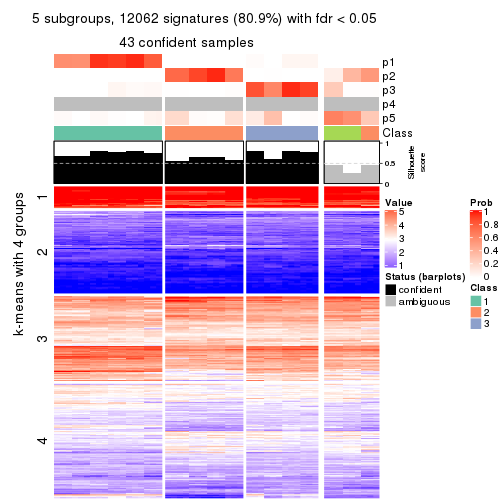 5 subgroups, 12062 signatures (80.9%) with fdr < 0.05
43 confident samples
p1
p2
p3
p4
p5
Class
1
0.5
0
Silhouette
score
k-means with 4 groups
1
2
3
4
Value
5
4
3
2
1
Status (barplots)
confident
ambiguous
Prob
1
0.8
0.6
0.4
0.2
0
Class
1
2
3